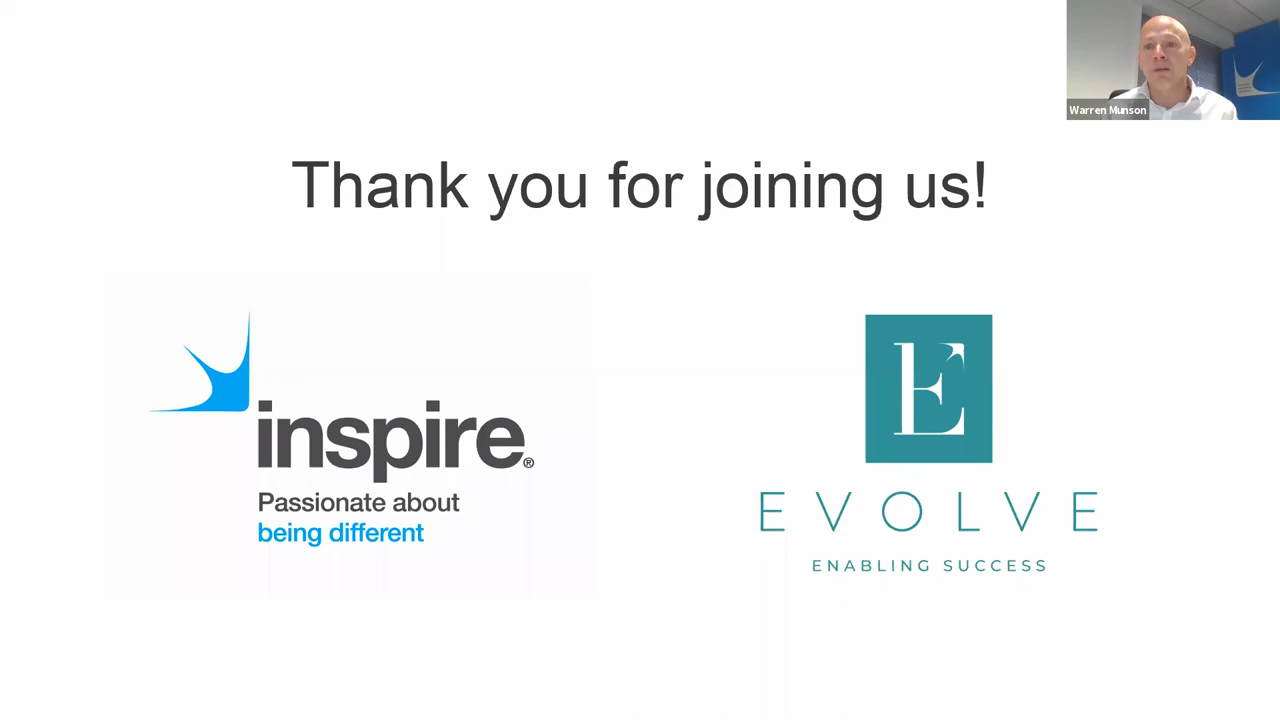 Warren Munson
Thank you for joining us!
inspire®
Passionate about
being different
E
EVOLVE
ENABLING SUCCESS